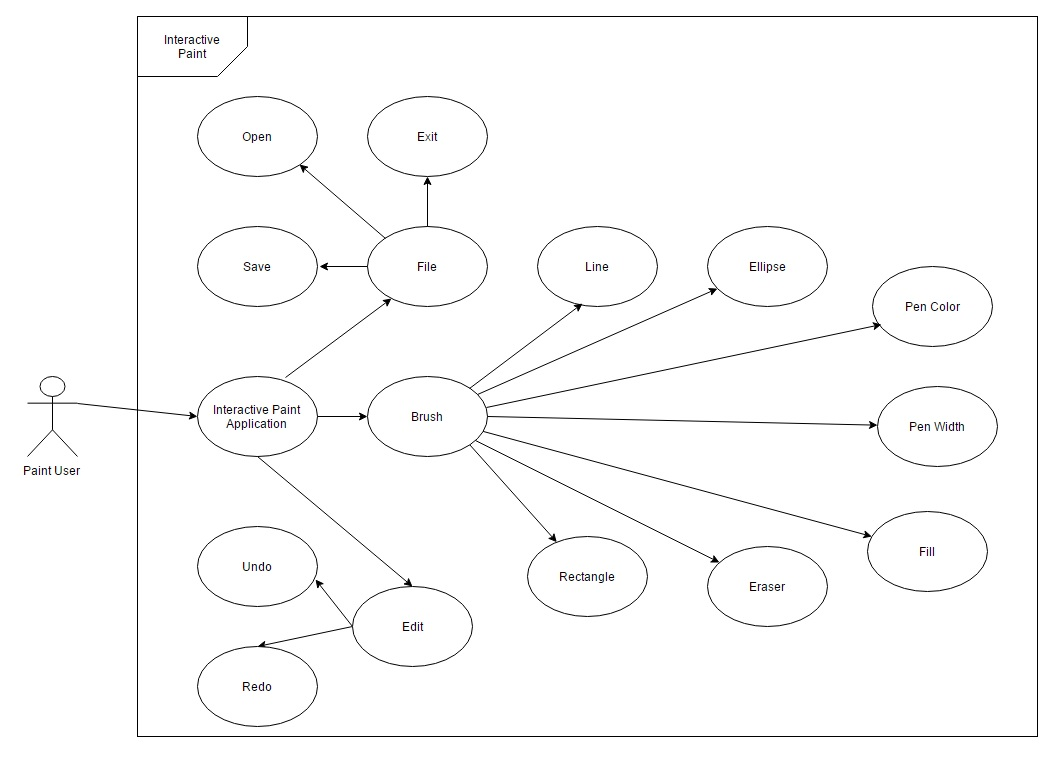 Interactive
Paint
Open
Exit
Save
File
Line
Ellipse
Pen Color
Interactive Paint
Application
Brush
Pen Width
Paint User
Undo
Rectangle
Eraser
Fill
Edit
Redo